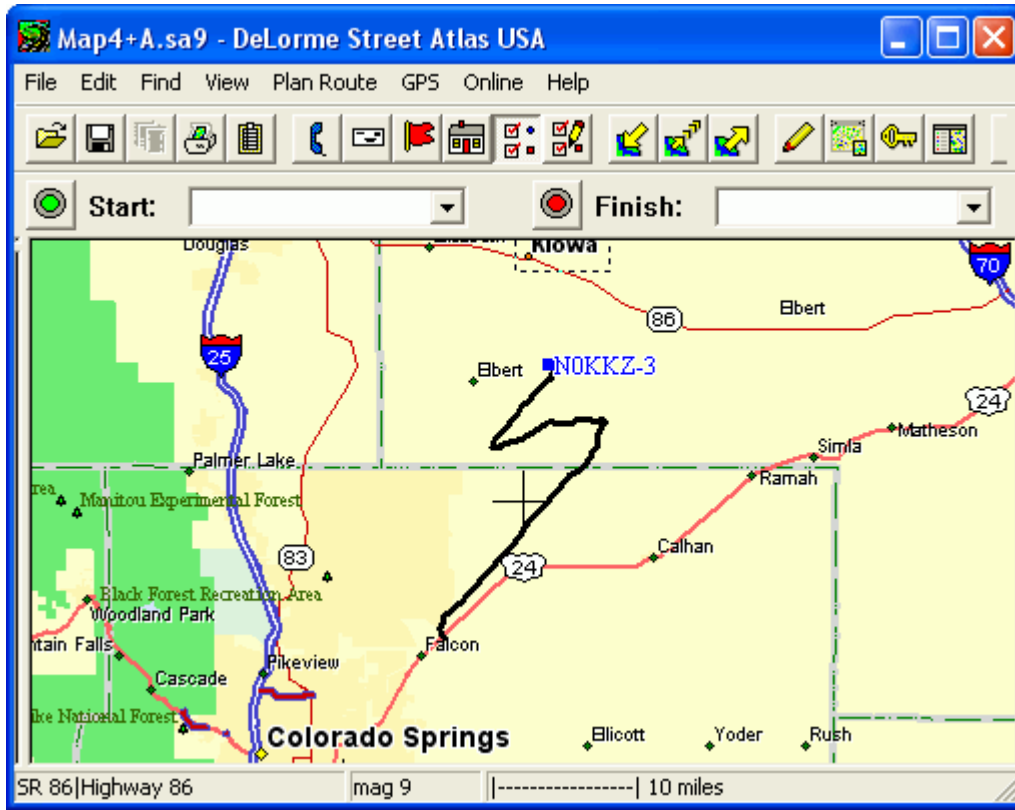 Map4+A.sa9 - DeLorme Street Atlas USA
File Edit Find View Plan Route GPS Online Help
Start: Finish:
Douglas
Kiowa
70
86
Elbert
25
Elbert
N0KKZ-3
24
Matheson
Simla
Palmer Lake
Ramah
Manitou Experimental Forest
83
24
Calhan
Black Forest Recreation Area
Woodland Park
Falcon
Pikeview
Cascade
National Forest
Colorado Springs
Ellicott
Yoder
Rush
SR 86|Highway 86 mag 9 |-----------------| 10 miles